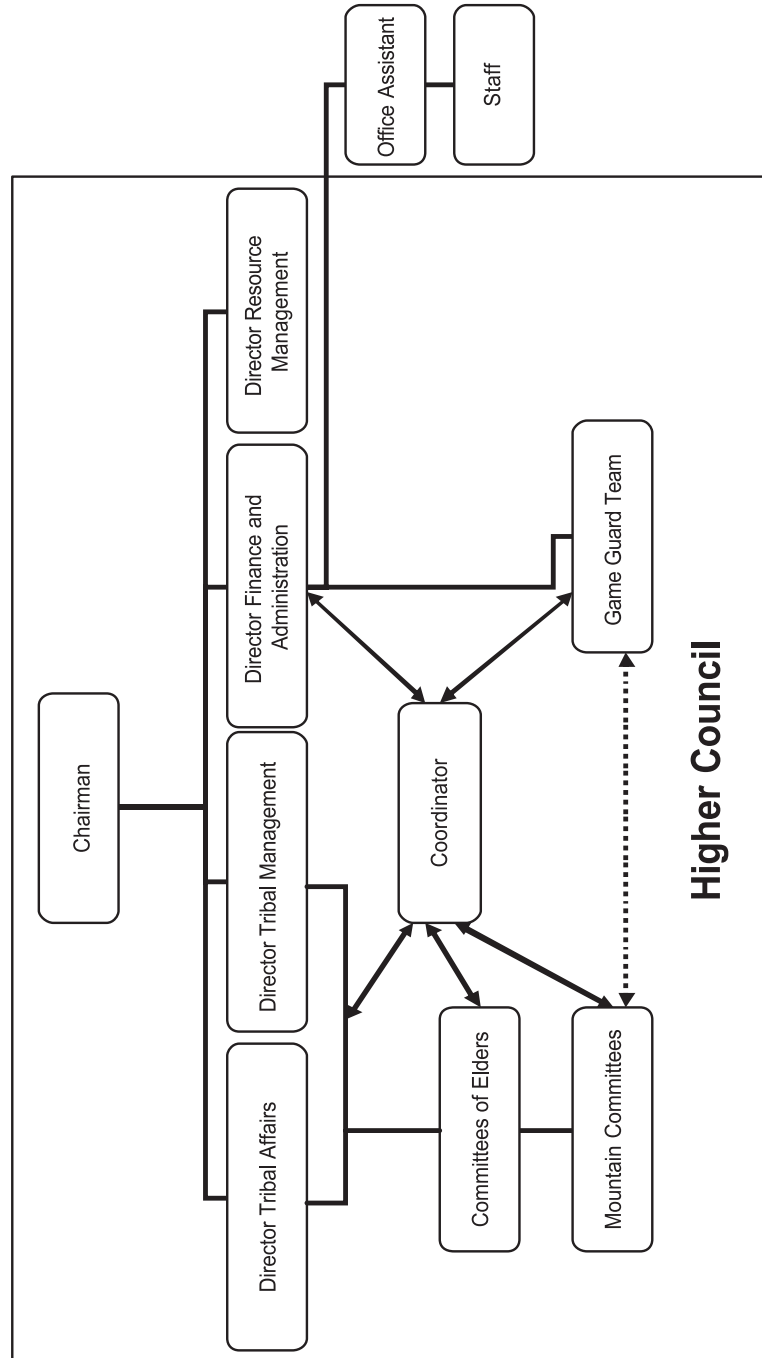 Chairman
Director Tribal Affairs
Director Tribal Management
Director Finance and
Administration
Director Resource
Management
Office Assistant
Staff
Coordinator
Committees of Elders
Mountain Committees
Game Guard Team
Higher Council